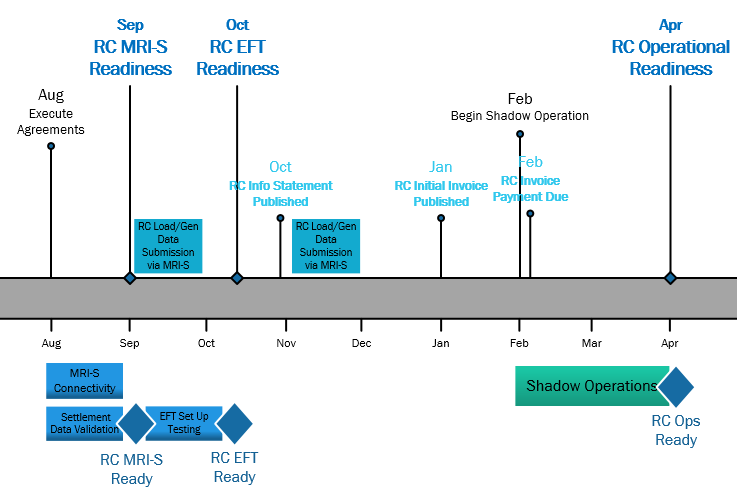 Sep
RC MRI-S
Readiness
Oct
RC EFT
Readiness
Apr
RC Operational
Readiness
Aug
Execute
Agreements
Feb
Begin Shadow Operation
Oct
RC Info Statement
Published
Jan
RC Initial Invoice
Published
Feb
RC Invoice
Payment Due
RC Load/Gen
Data
Submission
via MRI-S
RC Load/Gen
Data
Submission
via MRI-S
Aug
Sep
Oct
Nov
Dec
Jan
Feb
Mar
Apr
MRI-S
Connectivity
Settlement
Data Validation
EFT Set Up
Testing
RC MRI-S
Ready
RC EFT
Ready
Shadow Operations
RC Ops
Ready